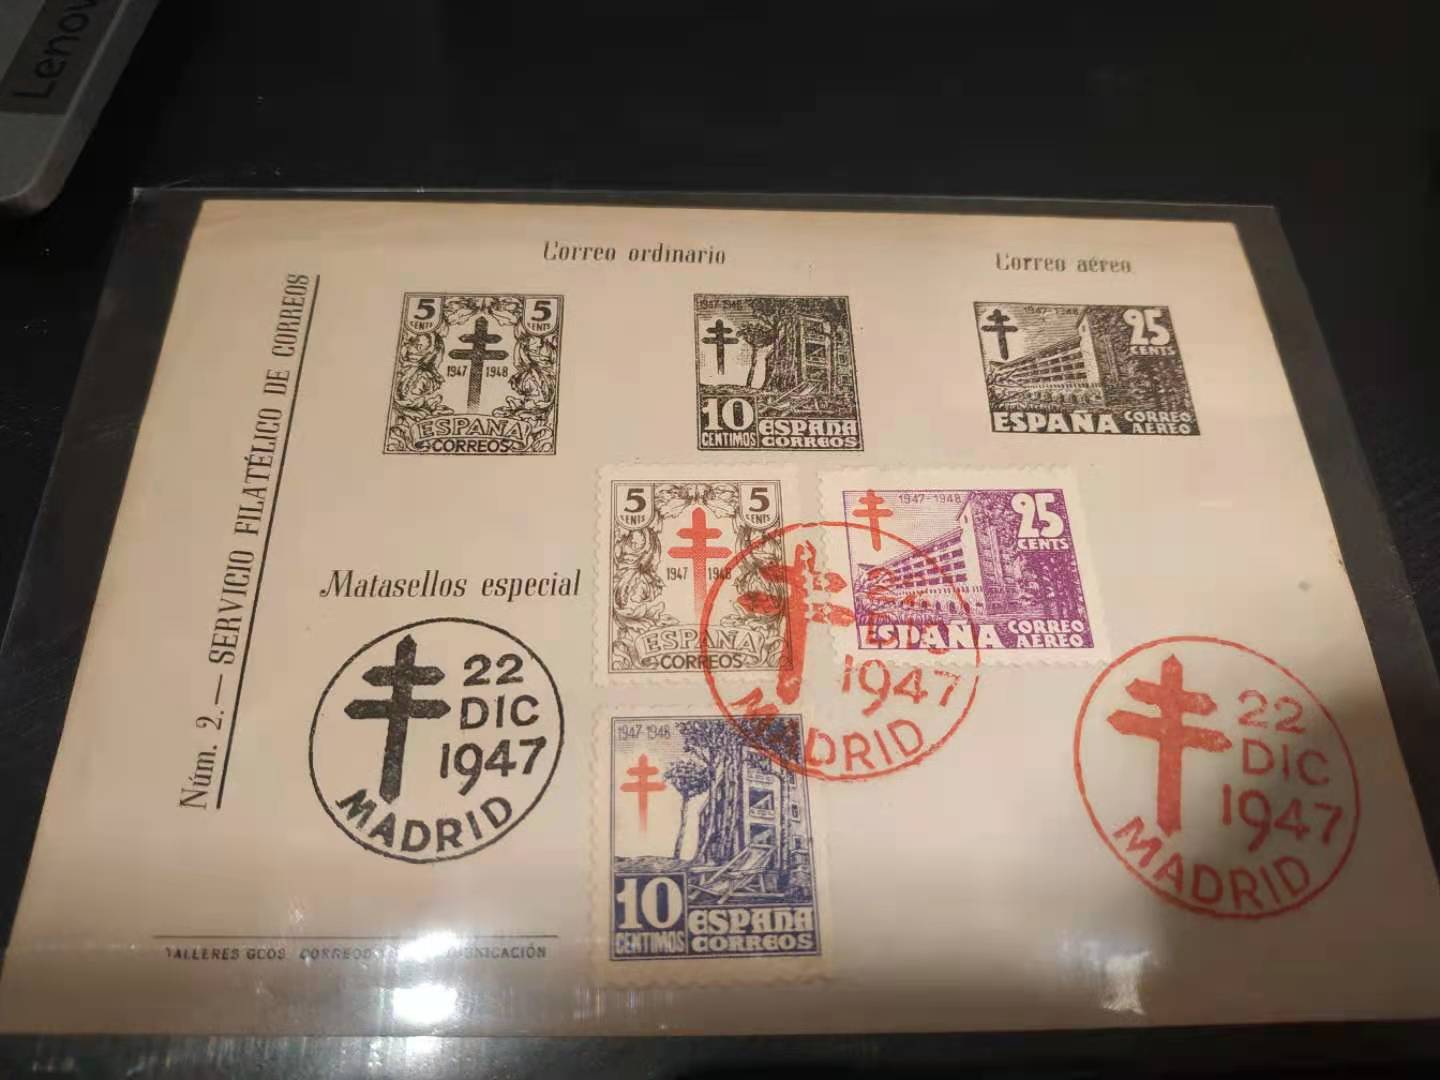 Lenovo
Correo ordinario
Correo aéreo
Núm. 2.— SERVICIO FILATÉLICO DE CORREOS
5 CENTS 5 CENTS
1947 1948
ESPAÑA
CORREOS
1947-1948
10 CENTIMOS
ESPAÑA
CORREOS
1947-1948
25 CENTS
ESPAÑA CORREO AEREO
5 CENTS 5 CENTS
1947 1948
ESPAÑA
CORREOS
1947-1948
25 CENTS
ESPAÑA CORREO AEREO
1947
MADRID
Matasellos especial
22
DIC
1947
MADRID
22
DIC
1947
MADRID
1947-1948
10 CENTIMOS
ESPAÑA
CORREOS
TALLERES GCOS. CORREOS